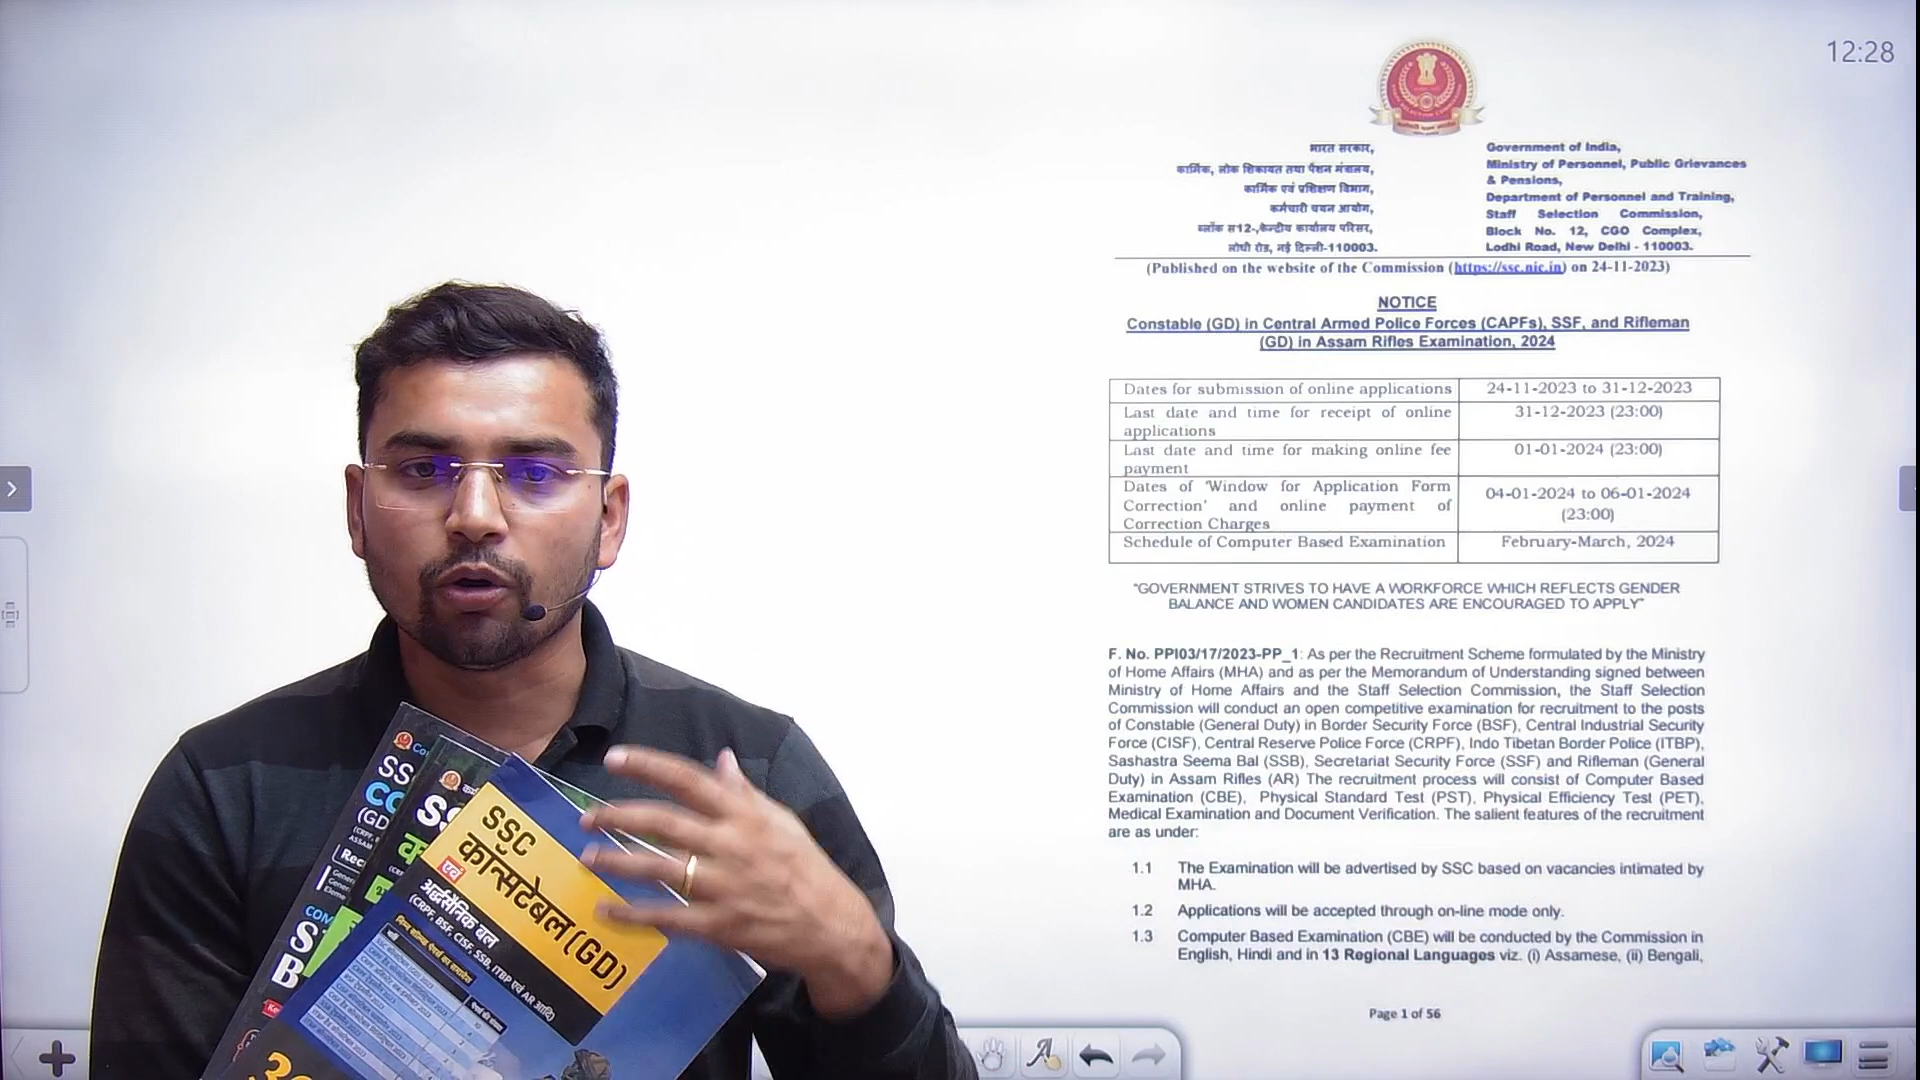 12:28
भारत सरकार,
कार्मिक, लोक शिकायत तथा पेंशन मंत्रालय,
कार्मिक एवं प्रशिक्षण विभाग,
कर्मचारी चयन आयोग,
ब्लॉक स12-,केन्द्रीय कार्यालय परिसर,
लोधी रोड, नई दिल्ली-110003.
Government of India,
Ministry of Personnel, Public Grievances
& Pensions,
Department of Personnel and Training,
Staff Selection Commission,
Block No. 12, CGO Complex,
Lodhi Road, New Delhi - 110003.
(Published on the website of the Commission (https://ssc.nic.in) on 24-11-2023)
NOTICE
Constable (GD) in Central Armed Police Forces (CAPFs), SSF, and Rifleman
(GD) in Assam Rifles Examination, 2024
Dates for submission of online applications 24-11-2023 to 31-12-2023
Last date and time for receipt of online 31-12-2023 (23:00)
applications
Last date and time for making online fee 01-01-2024 (23:00)
payment
Dates of ‘Window for Application Form
Correction’ and online payment of
Correction Charges
04-01-2024 to 06-01-2024
(23:00)
Schedule of Computer Based Examination February-March, 2024
“GOVERNMENT STRIVES TO HAVE A WORKFORCE WHICH REFLECTS GENDER
BALANCE AND WOMEN CANDIDATES ARE ENCOURAGED TO APPLY”
F. No. PPI03/17/2023-PP_1: As per the Recruitment Scheme formulated by the Ministry
of Home Affairs (MHA) and as per the Memorandum of Understanding signed between
Ministry of Home Affairs and the Staff Selection Commission, the Staff Selection
Commission will conduct an open competitive examination for recruitment to the posts
of Constable (General Duty) in Border Security Force (BSF), Central Industrial Security
Force (CISF), Central Reserve Police Force (CRPF), Indo Tibetan Border Police (ITBP),
Sashastra Seema Bal (SSB), Secretariat Security Force (SSF) and Rifleman (General
Duty) in Assam Rifles (AR) The recruitment process will consist of Computer Based
Examination (CBE), Physical Standard Test (PST), Physical Efficiency Test (PET),
Medical Examination and Document Verification. The salient features of the recruitment
are as under:
1.1 The Examination will be advertised by SSC based on vacancies intimated by
MHA.
1.2 Applications will be accepted through on-line mode only.
1.3 Computer Based Examination (CBE) will be conducted by the Commission in
English, Hindi and in 13 Regional Languages viz. (i) Assamese, (ii) Bengali,
Page 1 of 56
SSC
कॉन्सटेबल (GD)
एवं
अर्द्धसैनिक बल
(CRPF, BSF, CISF, SSB, ITBP एवं AR आदि)